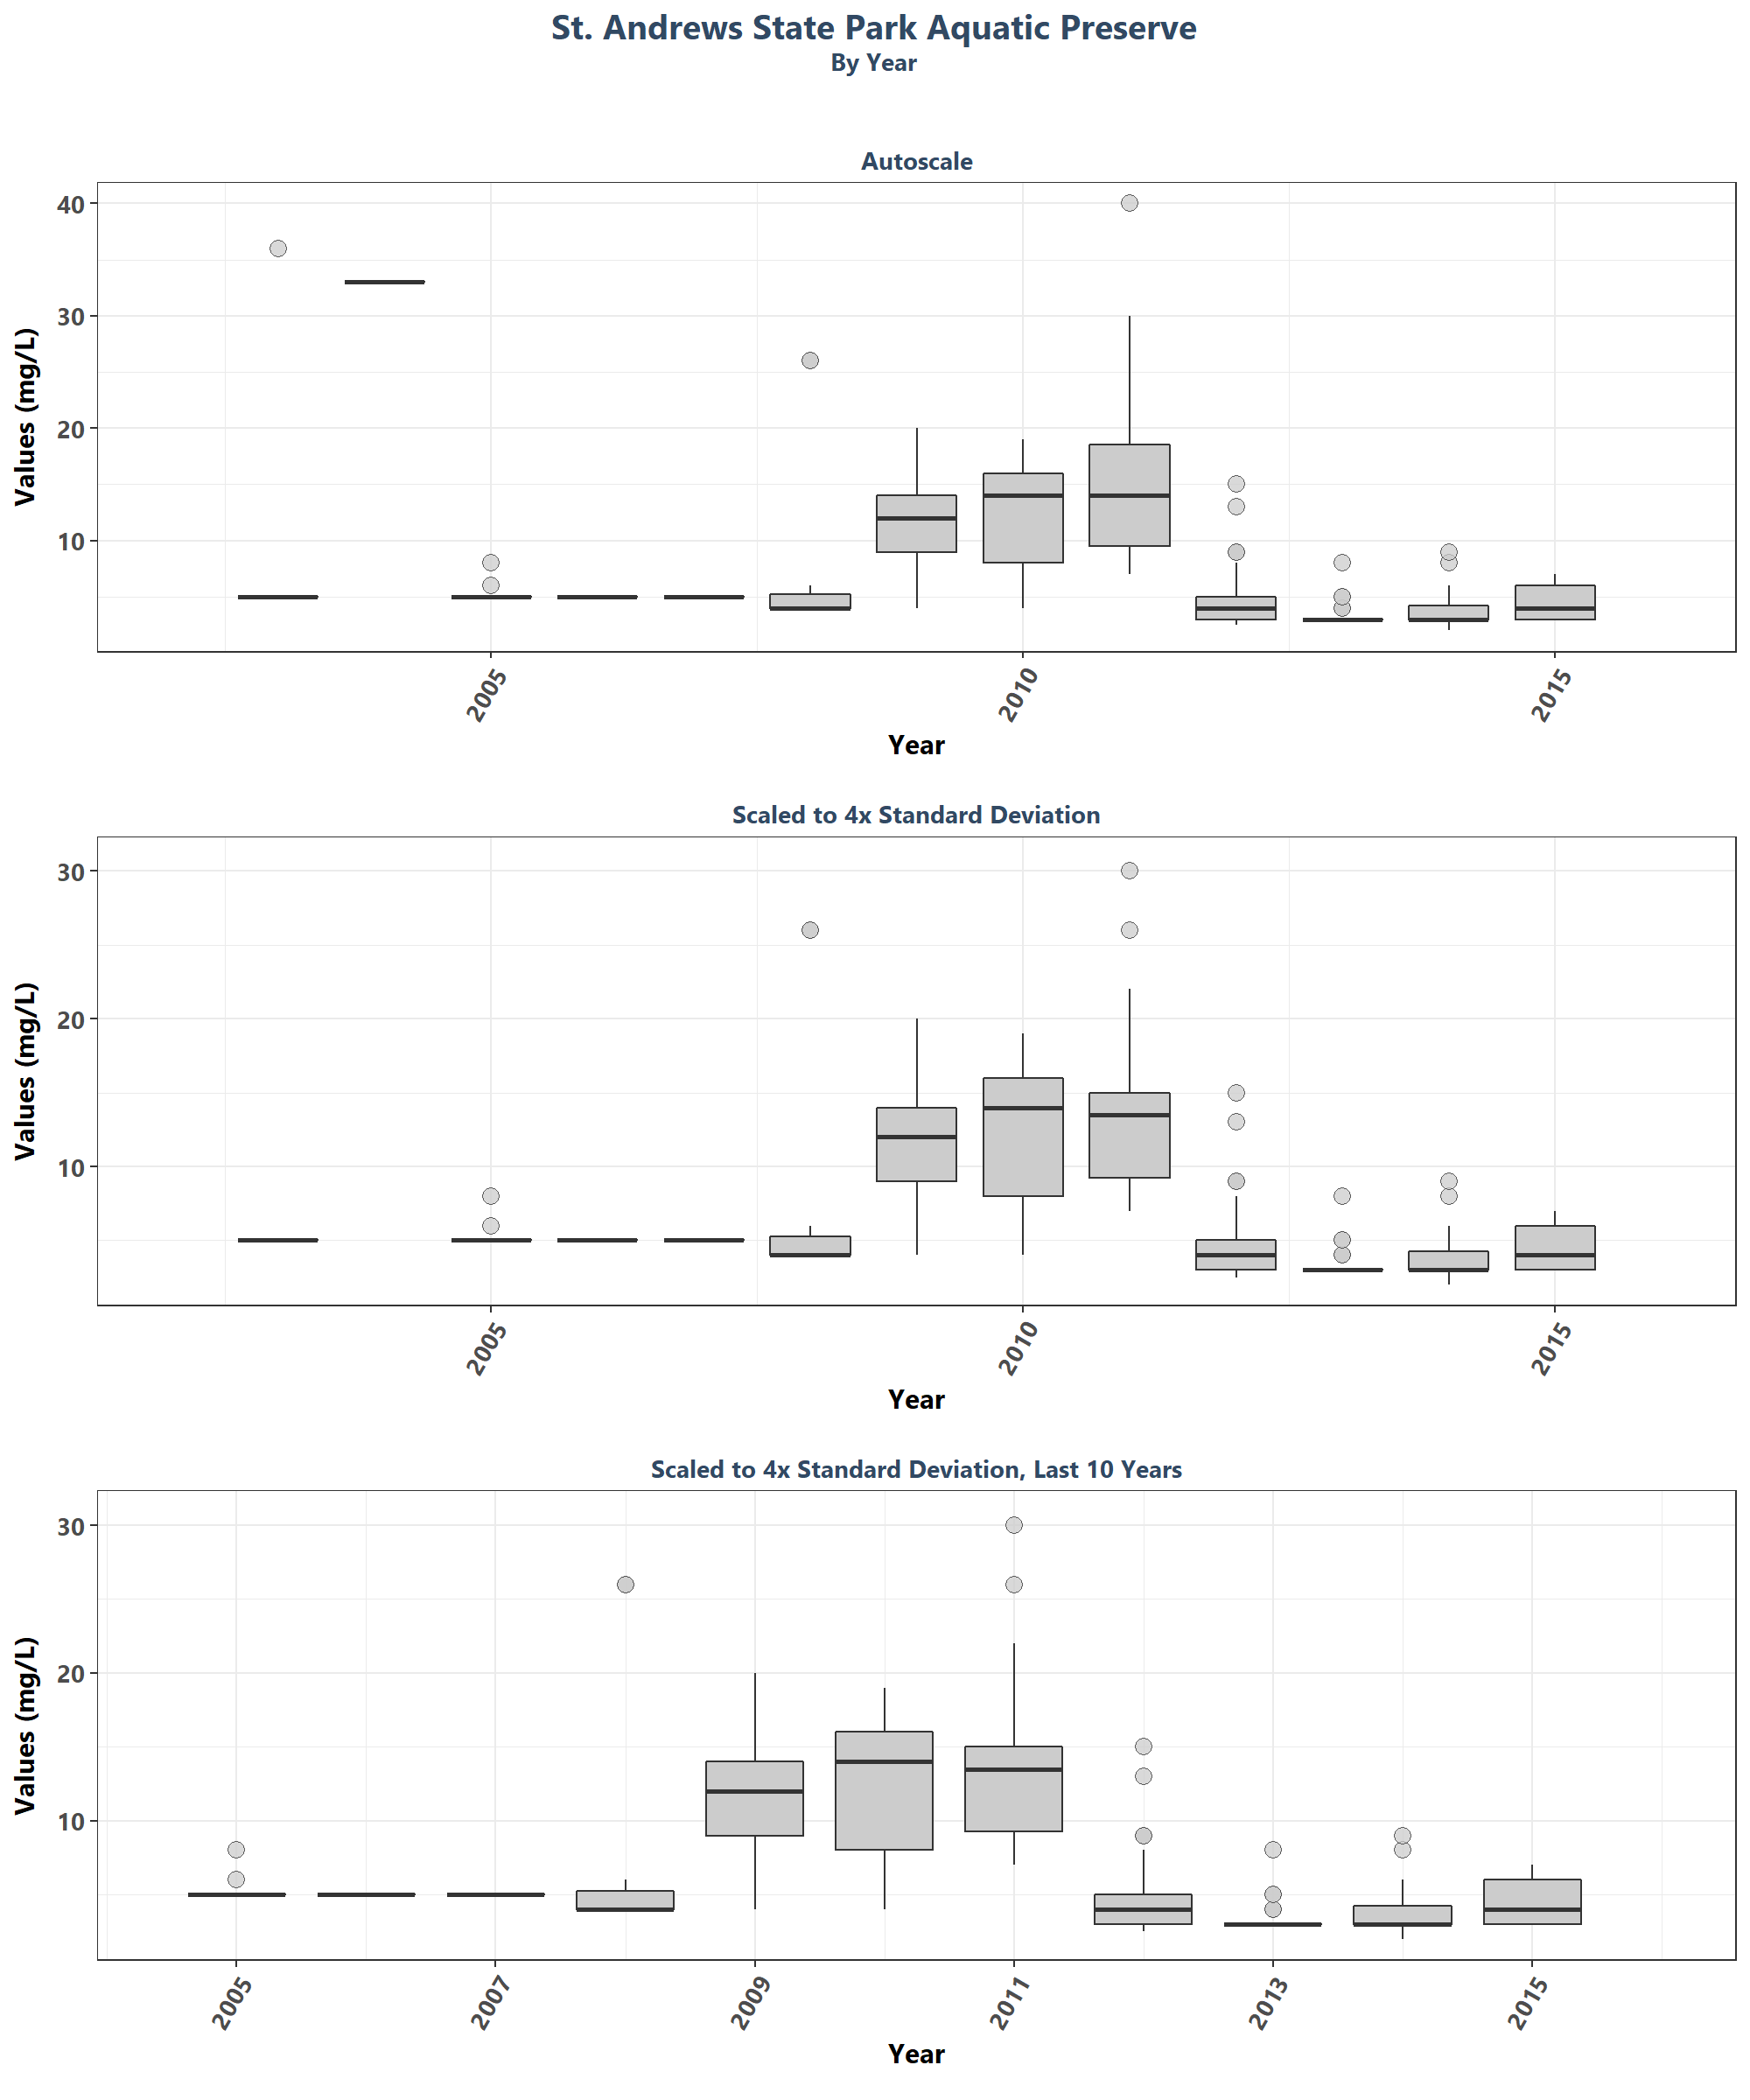 St. Andrews State Park Aquatic Preserve
By Year
Autoscale
Values (mg/L)
40
30
20
10
2005
2010
2015
Year
Scaled to 4x Standard Deviation
Values (mg/L)
30
20
10
2005
2010
2015
Year
Scaled to 4x Standard Deviation, Last 10 Years
Values (mg/L)
30
20
10
2005
2007
2009
2011
2013
2015
Year